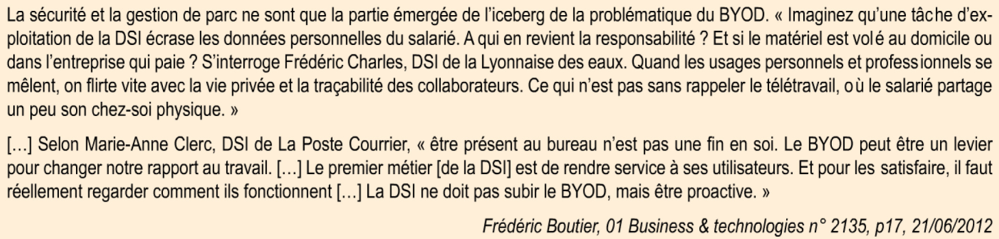 La sécurité et la gestion de parc ne sont que la partie émergée de l'iceberg de la problématique du BYOD. « Imaginez qu'une tâche d'ex-
ploitation de la DSI écrase les données personnelles du salarié. A qui en revient la responsabilité ? Et si le matériel est volé au domicile ou
dans l'entreprise qui paie ? S'interroge Frédéric Charles, DSI de la Lyonnaise des eaux. Quand les usages personnels et professionnels se
mêlent, on flirte vite avec la vie privée et la traçabilité des collaborateurs. Ce qui n'est pas sans rappeler le télétravail, où le salarié partage
un peu son chez-soi physique. »
[…] Selon Marie-Anne Clerc, DSI de La Poste Courrier, « être présent au bureau n'est pas une fin en soi. Le BYOD peut être un levier
pour changer notre rapport au travail. […] Le premier métier [de la DSI] est de rendre service à ses utilisateurs. Et pour les satisfaire, il faut
réellement regarder comment ils fonctionnent […] La DSI ne doit pas subir le BYOD, mais être proactive. »
Frédéric Boutier, 01 Business & technologies n° 2135, p17, 21/06/2012